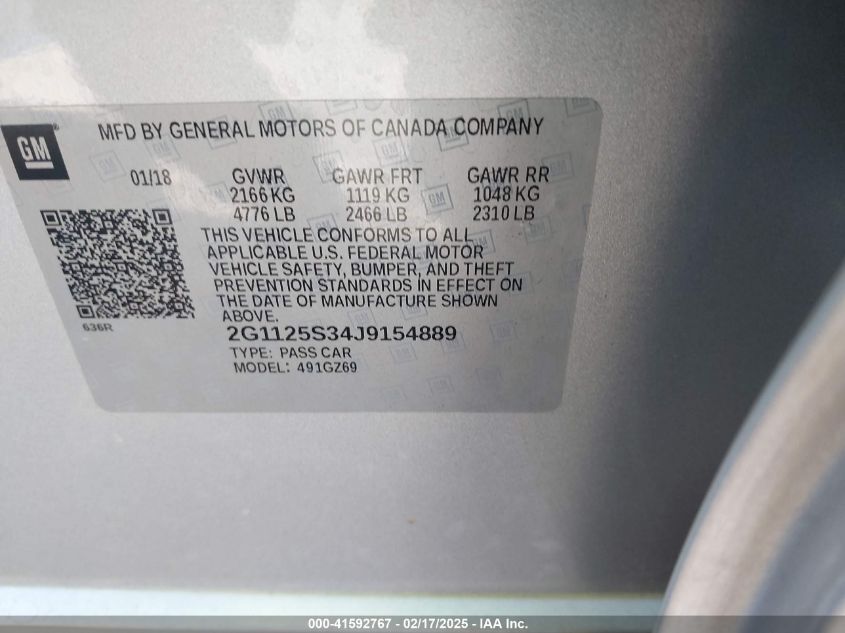 GM
MFD BY GENERAL MOTORS OF CANADA COMPANY
01/18 GVWR GAWR FRT GAWR RR
2166 KG 1119 KG 1048 KG
4776 LB 2466 LB 2310 LB
THIS VEHICLE CONFORMS TO ALL
APPLICABLE U.S. FEDERAL MOTOR
VEHICLE SAFETY, BUMPER, AND THEFT
PREVENTION STANDARDS IN EFFECT ON
THE DATE OF MANUFACTURE SHOWN
ABOVE.
636R
2G1125S34J9154889
TYPE: PASS CAR
MODEL: 491GZ69
000-41592767 - 02/17/2025 - IAA Inc.